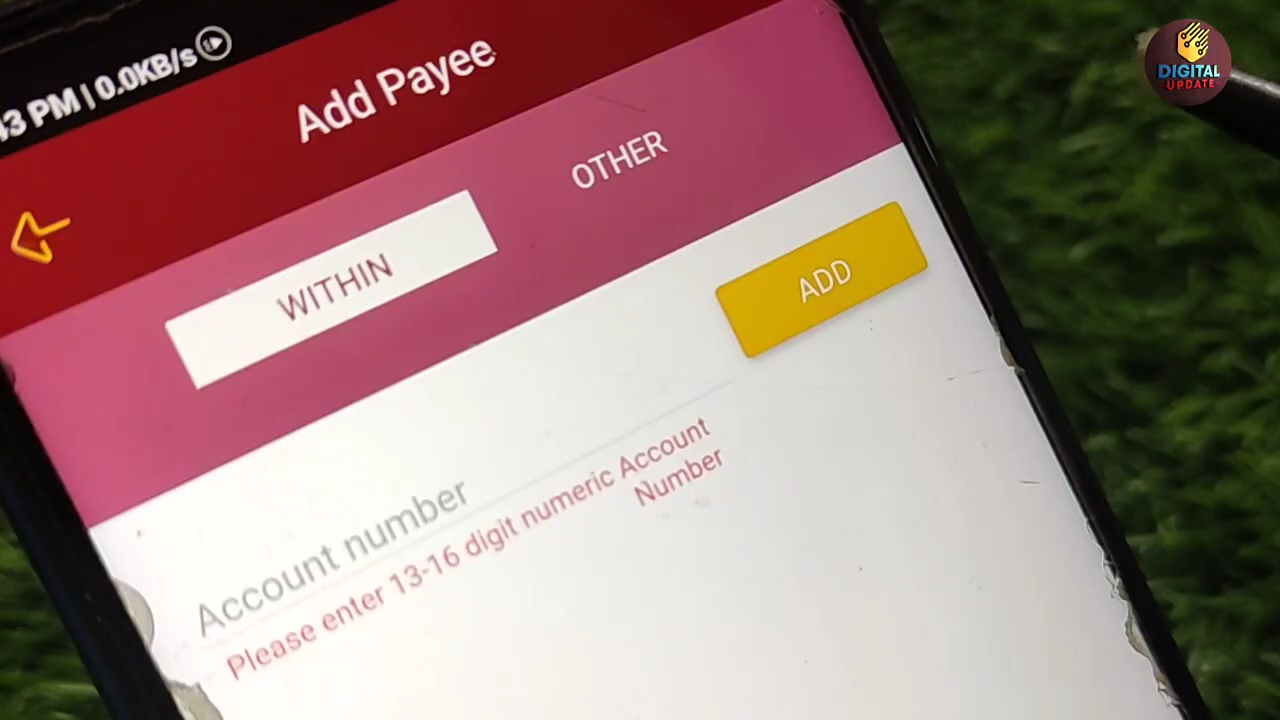 43 PM | 0.0KB/s
Add Payee
WITHIN
OTHER
ADD
Account number
Please enter 13-16 digit numeric Account
Number
DIGITAL
UPDATE